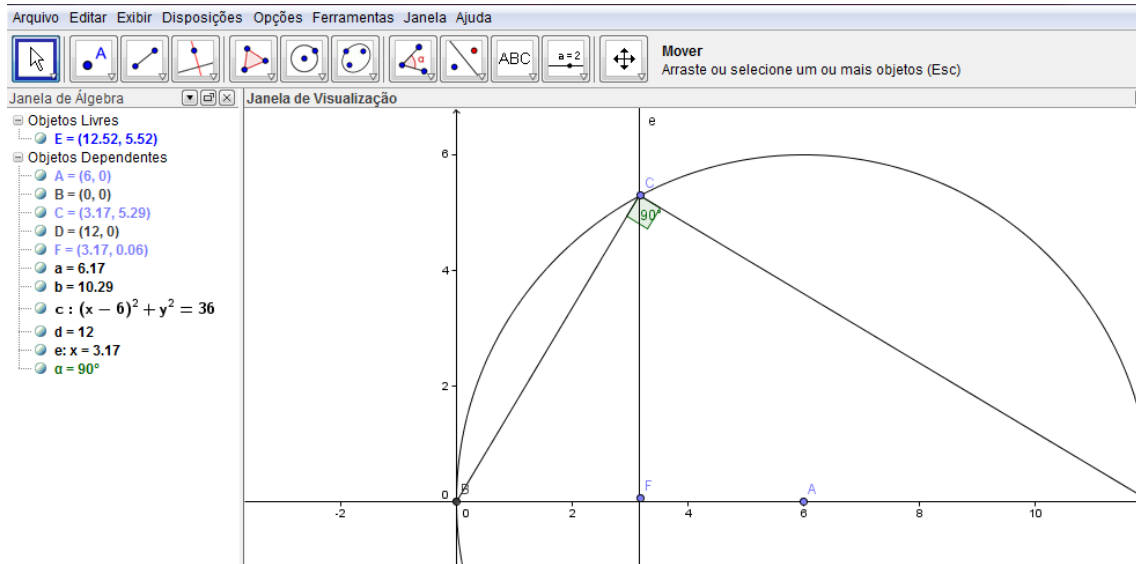 Arquivo Editar Exibir Disposições Opções Ferramentas Janela Ajuda
A
α
ABC
a=2
Mover
Arraste ou selecione um ou mais objetos (Esc)
Janela de Álgebra
Janela de Visualização
Objetos Livres
E = (12.52, 5.52)
Objetos Dependentes
A = (6, 0)
B = (0, 0)
C = (3.17, 5.29)
D = (12, 0)
F = (3.17, 0.06)
a = 6.17
b = 10.29
c : (x − 6)² + y² = 36
d = 12
e: x = 3.17
α = 90°
e
6
C
90°
4
2
0
B
F
A
-2
0
2
4
6
8
10